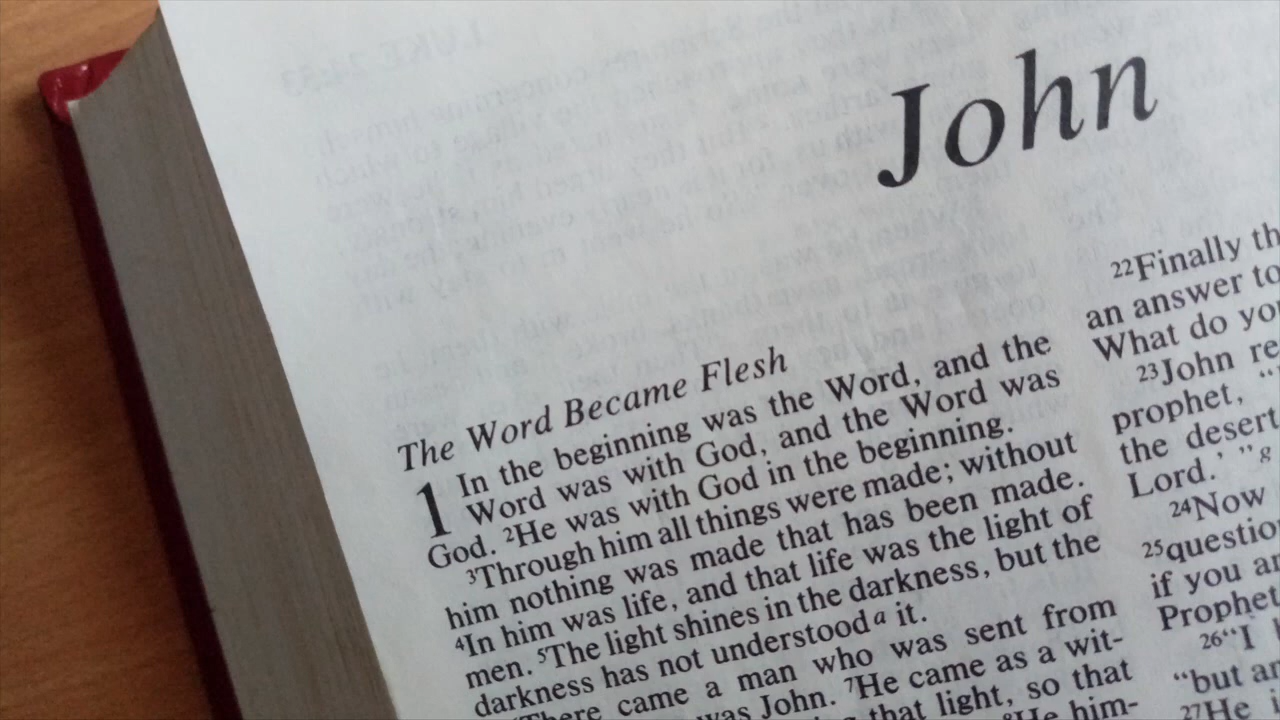 John
The Word Became Flesh
1 In the beginning was the Word, and the
Word was with God, and the Word was
God. 2He was with God in the beginning.
3Through him all things were made; without
him nothing was made that has been made.
4In him was life, and that life was the light of
men. 5The light shines in the darkness, but the
darkness has not understood a it.
There came a man who was sent from
was John. 7He came as a wit-
that light, so that
8He him-
22Finally th
an answer to
What do yo
23John re
prophet, "
the desert
Lord.' "g
24Now
25questio
if you ar
Prophet
26"I
"but ar
27He i